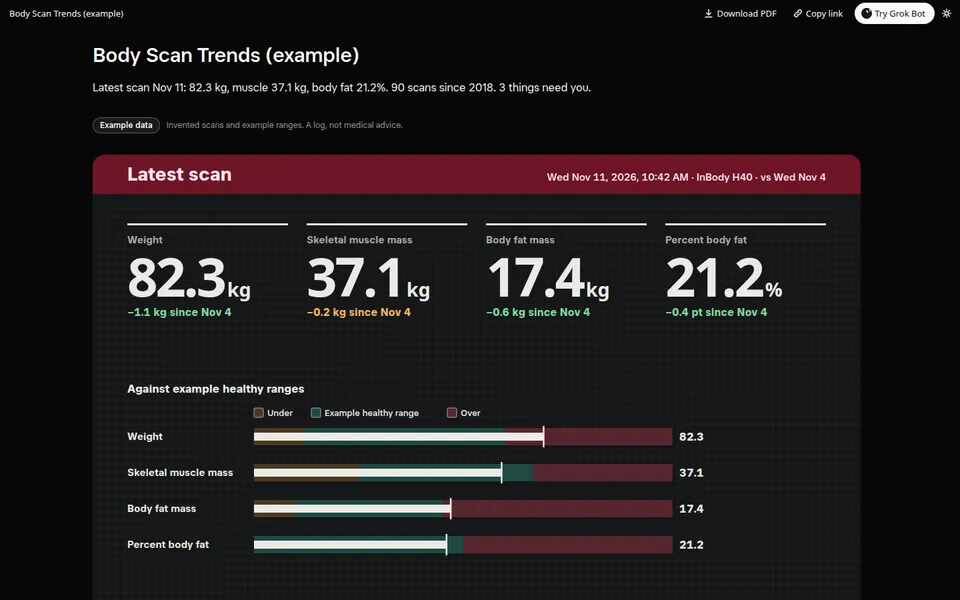 Body Scan Trends (example)
Download PDF
Copy link
Try Grok Bot
Body Scan Trends (example)
Latest scan Nov 11: 82.3 kg, muscle 37.1 kg, body fat 21.2%. 90 scans since 2018. 3 things need you.
Example data
Invented scans and example ranges. A log, not medical advice.
Latest scan
Wed Nov 11, 2026, 10:42 AM · InBody H40 · vs Wed Nov 4
Weight
82.3 kg
−1.1 kg since Nov 4
Skeletal muscle mass
37.1 kg
−0.2 kg since Nov 4
Body fat mass
17.4 kg
−0.6 kg since Nov 4
Percent body fat
21.2 %
−0.4 pt since Nov 4
Against example healthy ranges
Under
Example healthy range
Over
Weight
82.3
Skeletal muscle mass
37.1
Body fat mass
17.4
Percent body fat
21.2